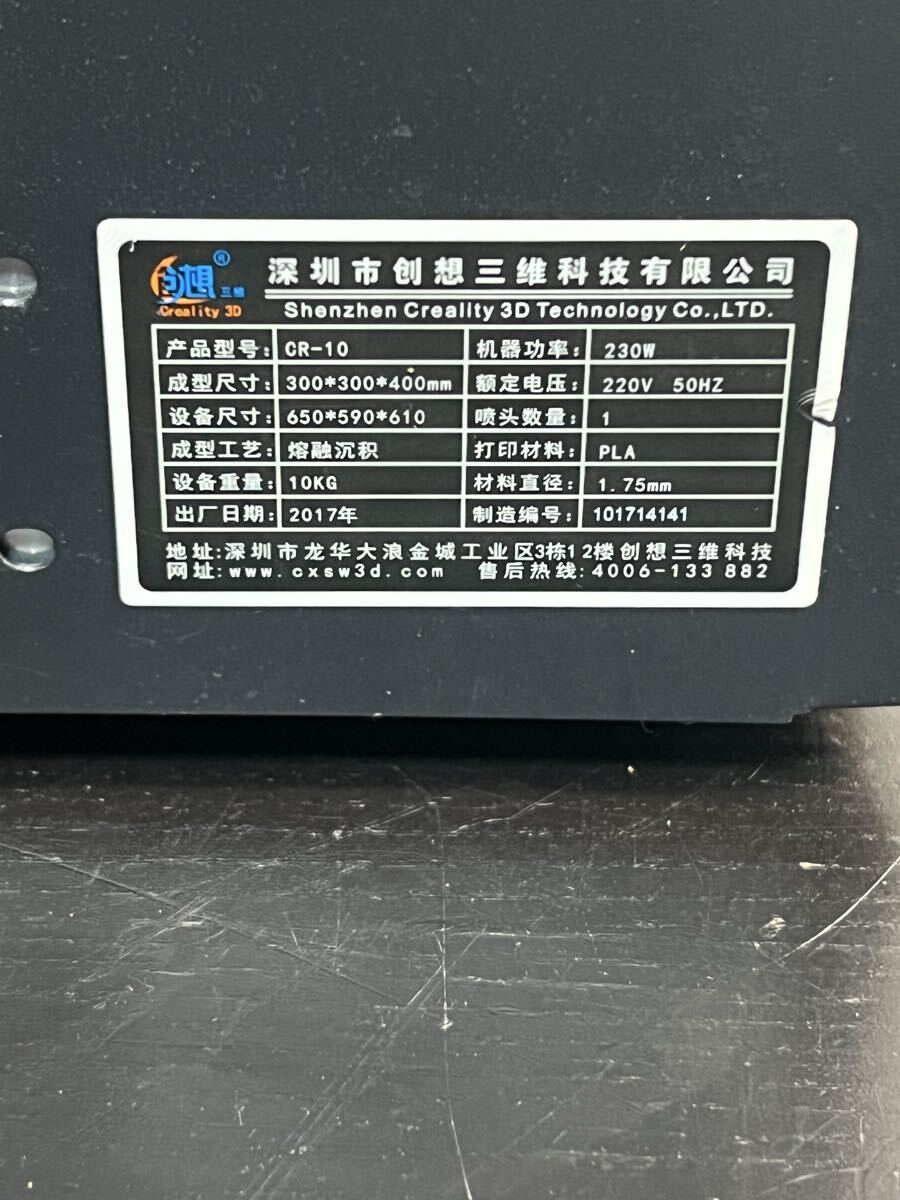 创想® 三维
Creality 3D
深圳市创想三维科技有限公司
Shenzhen Creality 3D Technology Co.,LTD.
产品型号: CR-10 机器功率: 230W
成型尺寸: 300*300*400mm 额定电压: 220V 50HZ
设备尺寸: 650*590*610 喷头数量: 1
成型工艺: 熔融沉积 打印材料: PLA
设备重量: 10KG 材料直径: 1.75mm
出厂日期: 2017年 制造编号: 101714141
地址:深圳市龙华大浪金城工业区3栋12楼创想三维科技
网址:www.cxsw3d.com 售后热线:4006-133 882